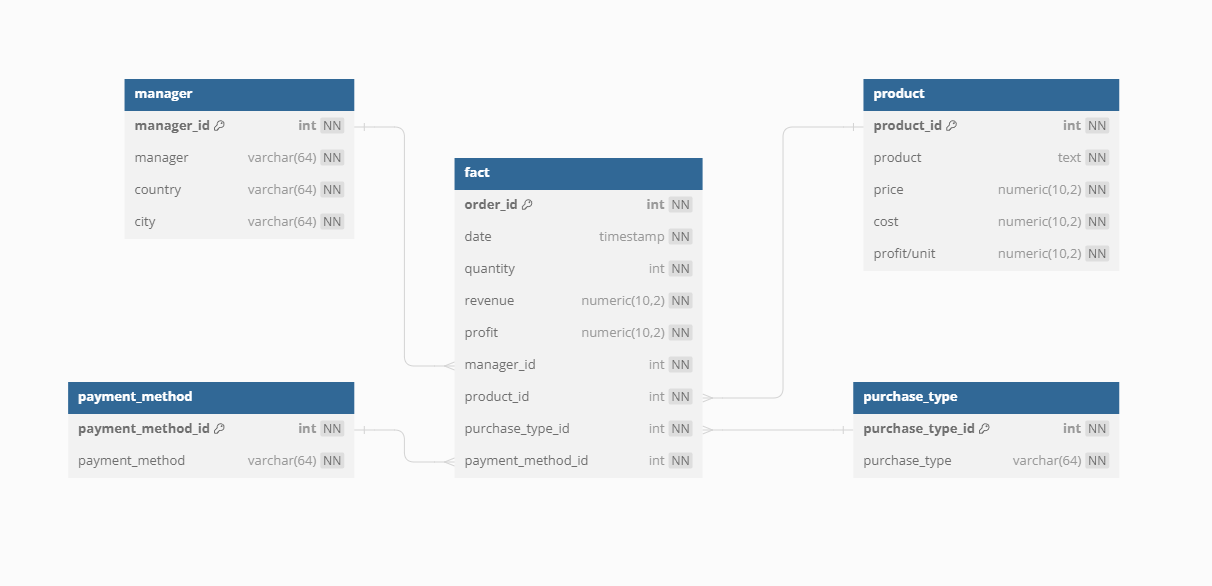 manager
manager_id int NN
manager varchar(64) NN
country varchar(64) NN
city varchar(64) NN
product
product_id int NN
product text NN
price numeric(10,2) NN
cost numeric(10,2) NN
profit/unit numeric(10,2) NN
fact
order_id int NN
date timestamp NN
quantity int NN
revenue numeric(10,2) NN
profit numeric(10,2) NN
manager_id int NN
product_id int NN
purchase_type_id int NN
payment_method_id int NN
payment_method
payment_method_id int NN
payment_method varchar(64) NN
purchase_type
purchase_type_id int NN
purchase_type varchar(64) NN